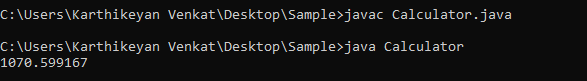 C:\Users\Karthikeyan Venkat\Desktop\Sample>javac Calculator.java
C:\Users\Karthikeyan Venkat\Desktop\Sample>java Calculator
1070.599167